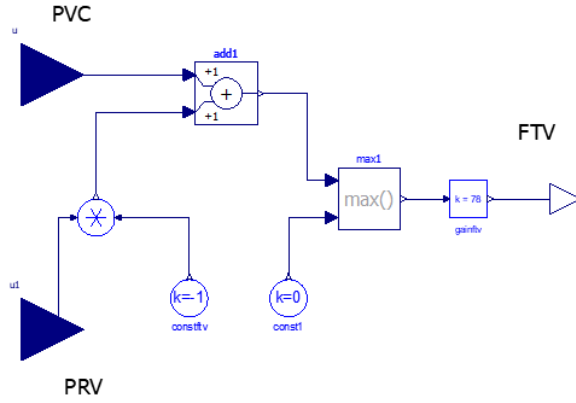 PVC
u
add1
+1
+
+1
FTV
max1
max()
k = 78
gainftv
u1
k=-1
constftv
k=0
const1
PRV